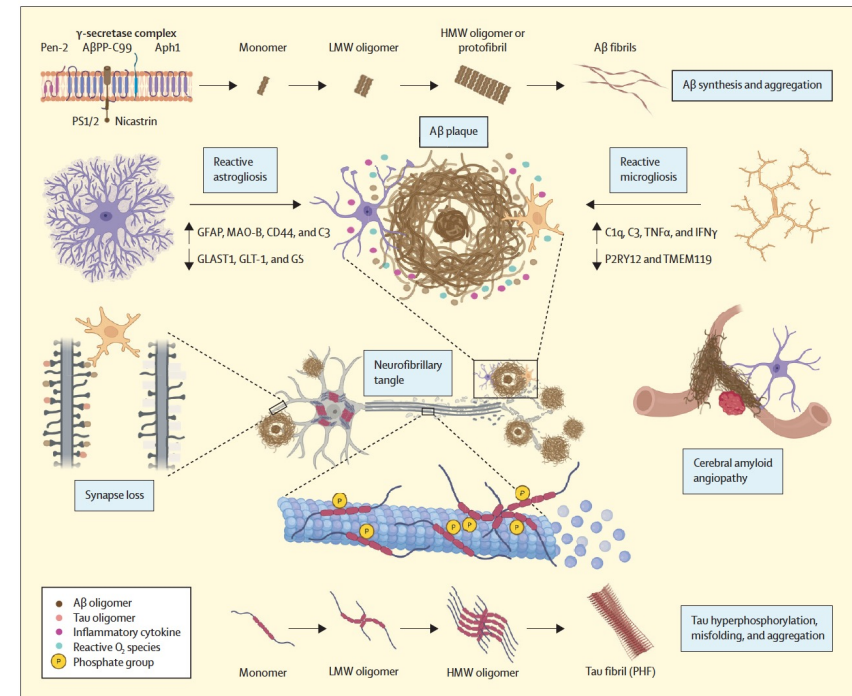 γ-secretase complex
Pen-2 AβPP-C99 Aph1
PS1/2 Nicastrin
Monomer
LMW oligomer
HMW oligomer or
protofibril
Aβ fibrils
Aβ synthesis and aggregation
Aβ plaque
Reactive
astrogliosis
Reactive
microgliosis
GFAP, MAO-B, CD44, and C3
GLAST1, GLT-1, and GS
C1q, C3, TNFα, and IFNγ
P2RY12 and TMEM119
Neurofibrillary
tangle
Synapse loss
Cerebral amyloid
angiopathy
P
P
P
P
P
P
Aβ oligomer
Tau oligomer
Inflammatory cytokine
Reactive O₂ species
P Phosphate group
Monomer
LMW oligomer
HMW oligomer
Tau fibril (PHF)
Tau hyperphosphorylation,
misfolding, and aggregation